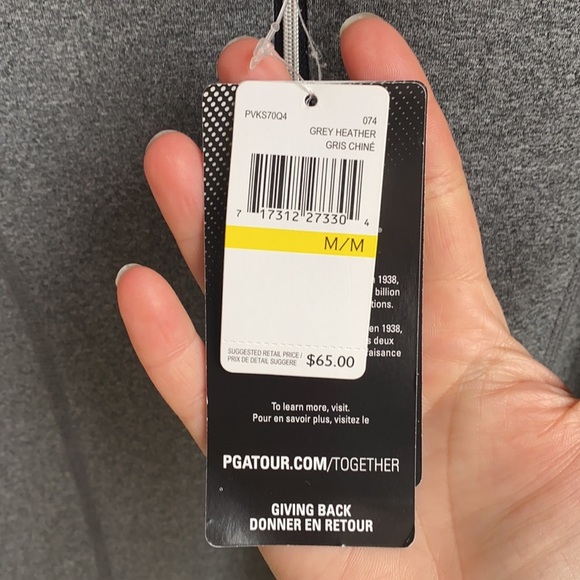 PVKS70Q4
074
GREY HEATHER
GRIS CHINÉ
7 17312 27330 4
M/M
1938,
billion
tions.
en 1938,
s deux
faisance
SUGGESTED RETAIL PRICE /
PRIX DE DETAIL SUGGERE
$65.00
To learn more, visit.
Pour en savoir plus, visitez le
PGATOUR.COM/TOGETHER
GIVING BACK
DONNER EN RETOUR